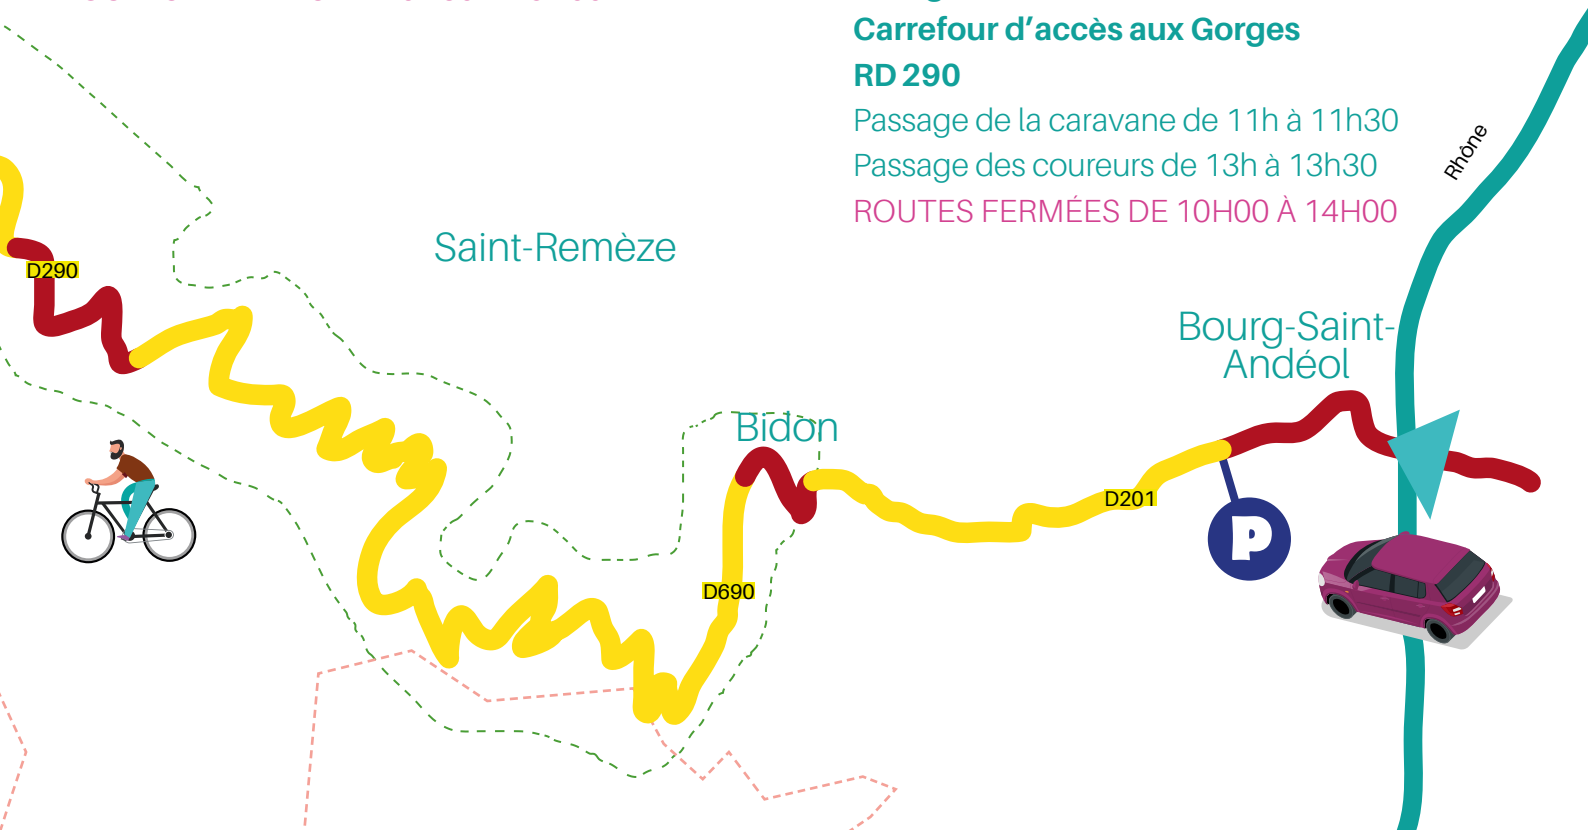 Carrefour d’accès aux Gorges
RD 290
Passage de la caravane de 11h à 11h30
Passage des coureurs de 13h à 13h30
ROUTES FERMÉES DE 10H00 À 14H00
Rhône
Saint-Remèze
D290
Bourg-Saint-
Andéol
Bidon
D201
P
D690